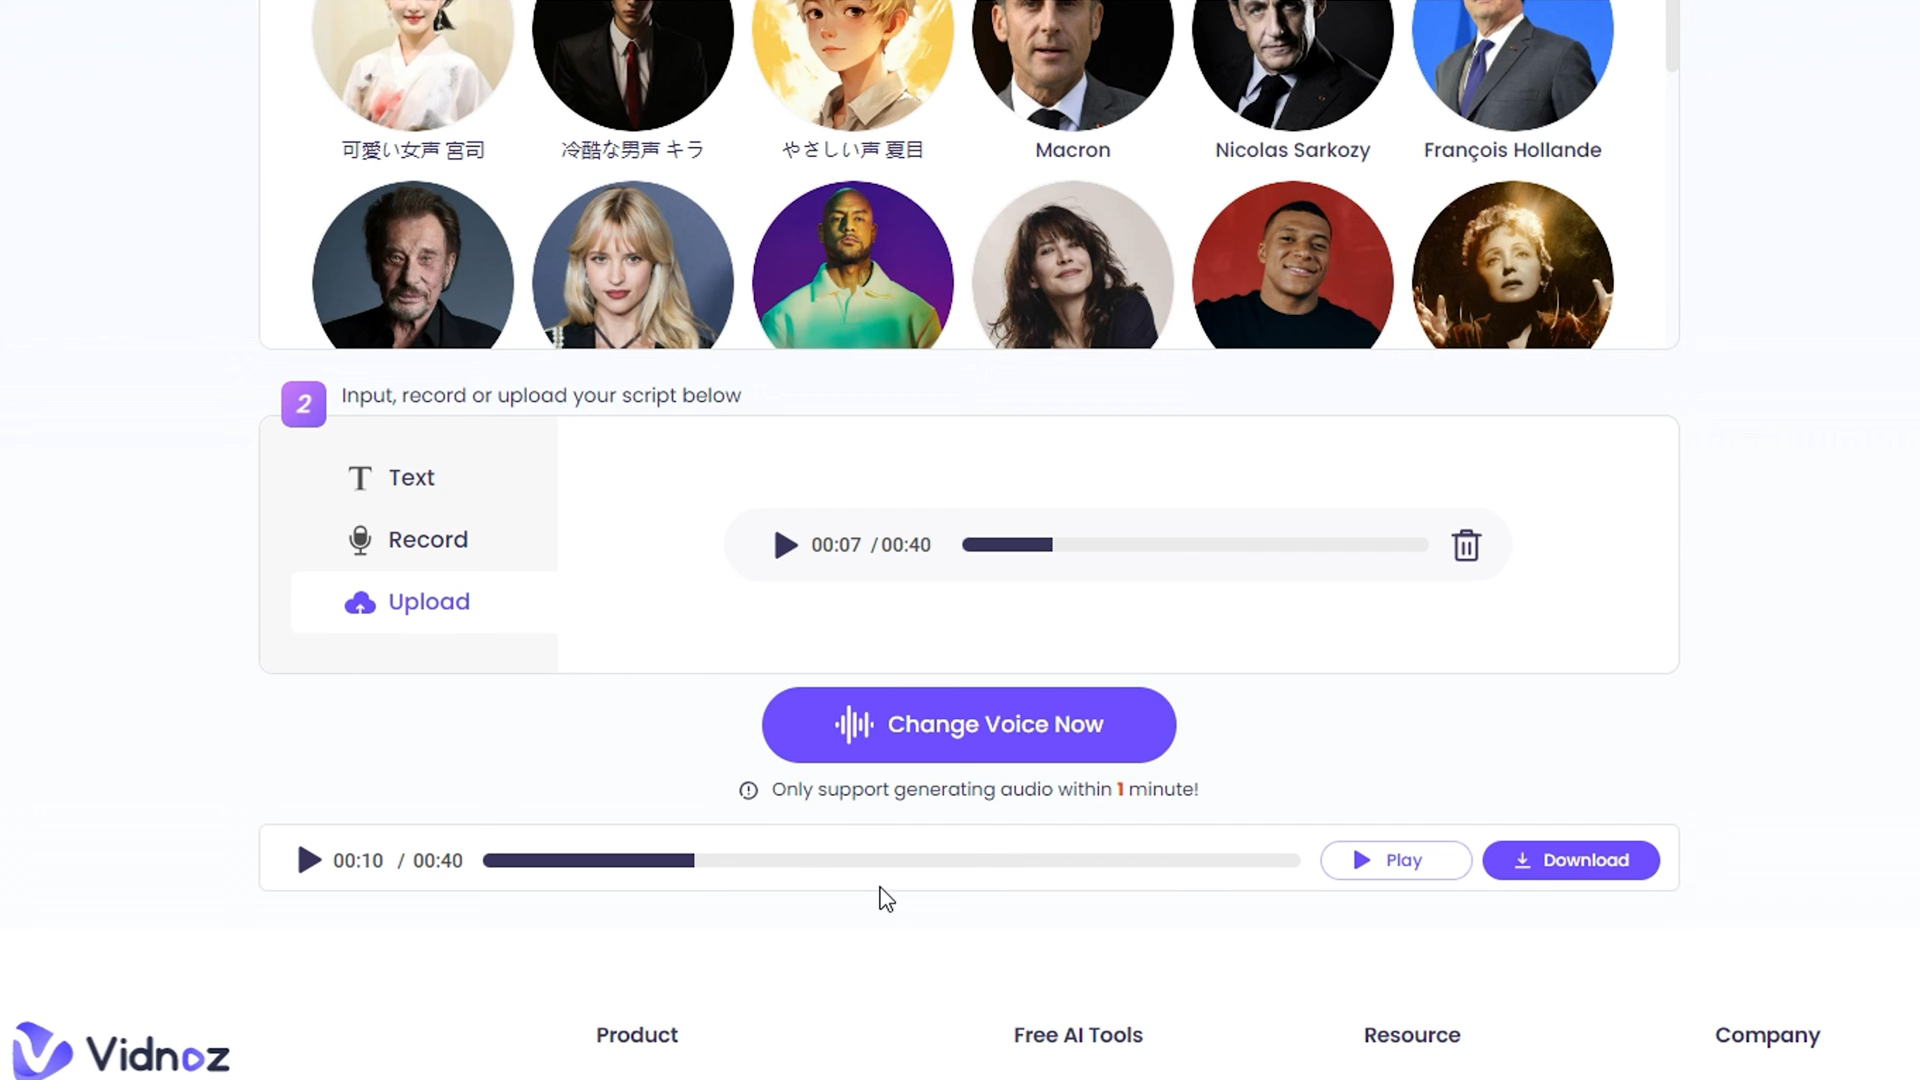 可愛い女声 宮司
冷酷な男声 キラ
やさしい声 夏目
Macron
Nicolas Sarkozy
François Hollande
2
Input, record or upload your script below
T Text
Record
Upload
00:07 / 00:40
Change Voice Now
Only support generating audio within 1 minute!
00:10 / 00:40
Play
Download
Vidnoz
Product
Free AI Tools
Resource
Company